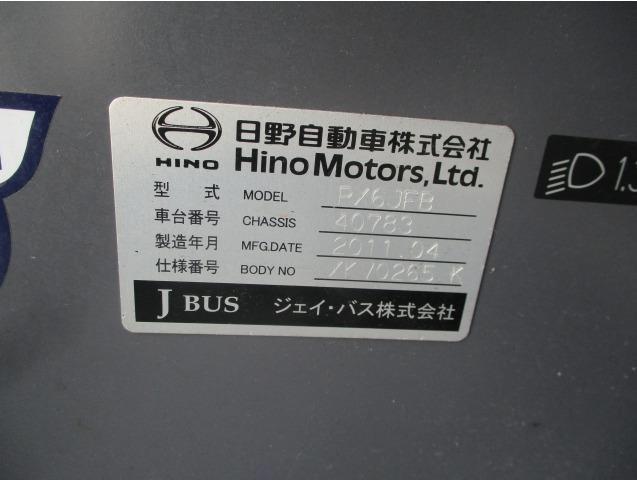 HINO
日野自動車株式会社
Hino Motors, Ltd.
型 式 MODEL
車台番号 CHASSIS 40783
製造年月 MFG.DATE 2011.04
仕様番号 BODY NO
J BUS ジェイ・バス株式会社